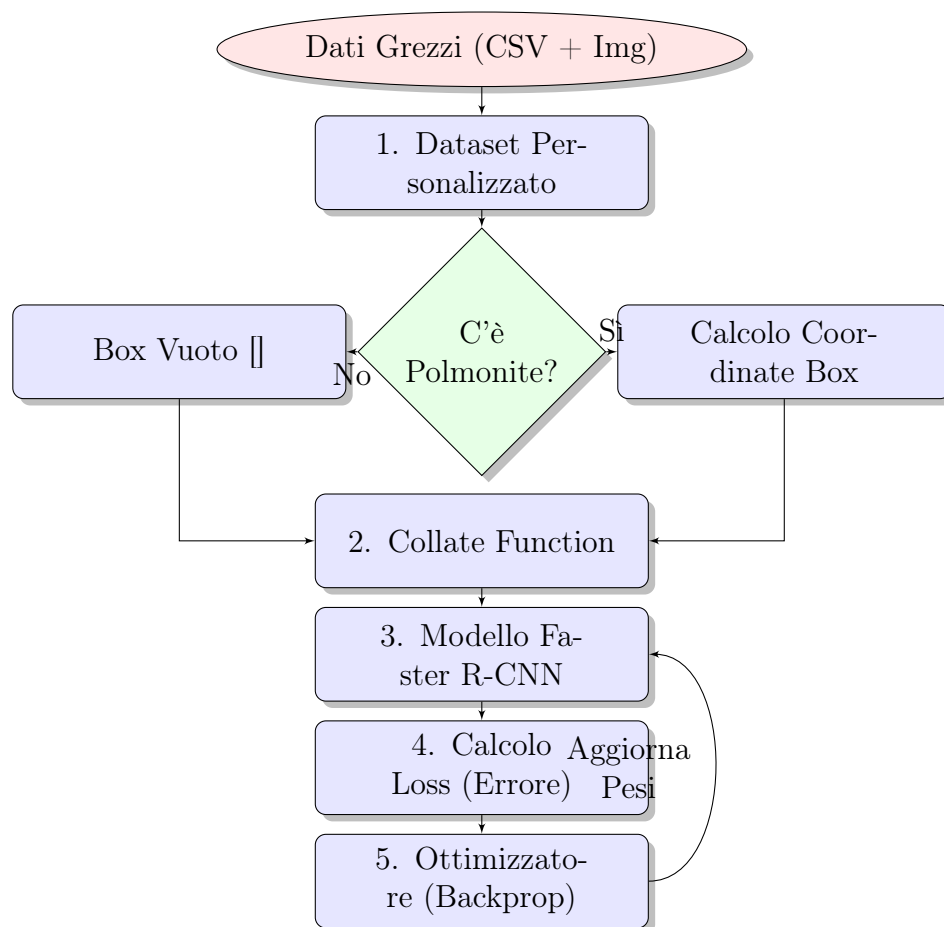 Dati Grezzi (CSV + Img)
1. Dataset Per-
sonalizzato
C'è
Polmonite?
Box Vuoto []
No
Sì
Calcolo Coor-
dinate Box
2. Collate Function
3. Modello Fa-
ster R-CNN
4. Calcolo
Loss (Errore)
Aggiorna
Pesi
5. Ottimizzato-
re (Backprop)